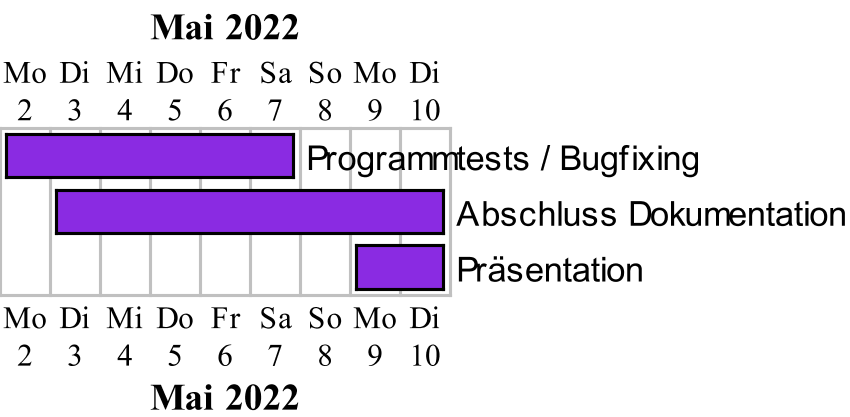 Mai 2022
Mo Di Mi Do Fr Sa So Mo Di
2 3 4 5 6 7 8 9 10
Programmtests / Bugfixing
Abschluss Dokumentation
Präsentation
Mo Di Mi Do Fr Sa So Mo Di
2 3 4 5 6 7 8 9 10
Mai 2022